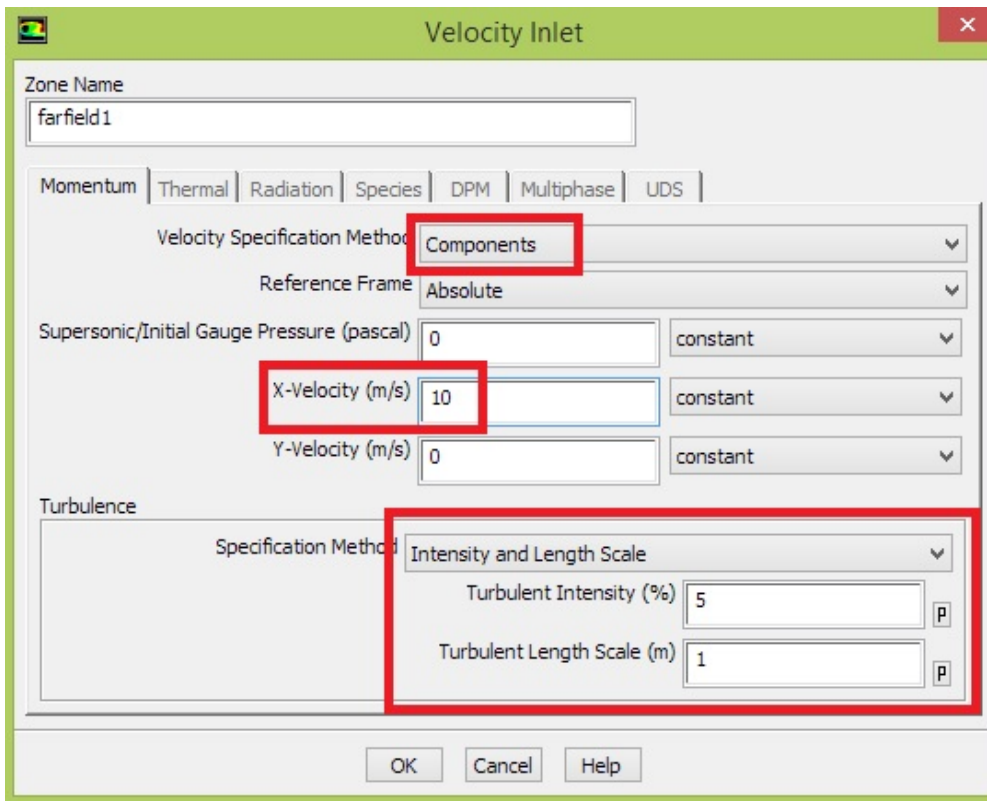 Velocity Inlet
Zone Name
farfield1
Momentum Thermal Radiation Species DPM Multiphase UDS
Velocity Specification Method Components
Reference Frame Absolute
Supersonic/Initial Gauge Pressure (pascal) 0 constant
X-Velocity (m/s) 10 constant
Y-Velocity (m/s) 0 constant
Turbulence
Specification Method Intensity and Length Scale
Turbulent Intensity (%) 5 P
Turbulent Length Scale (m) 1 P
OK Cancel Help